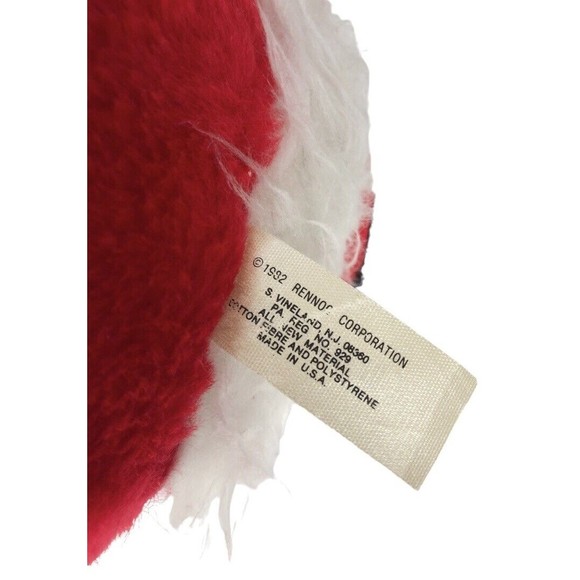 ©1992 RENNOC CORPORATION
S. VINELAND, N.J. 08360
PA. REG. NO. 929
ALL NEW MATERIAL
COTTON FIBRE AND POLYSTYRENE
MADE IN U.S.A.